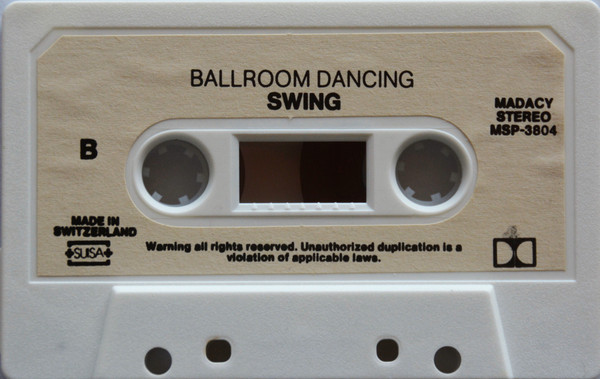 BALLROOM DANCING
SWING
MADACY
STEREO
MSP-3804
B
MADE IN
SWITZERLAND
SUISA
Warning all rights reserved. Unauthorized duplication is a
violation of applicable laws.